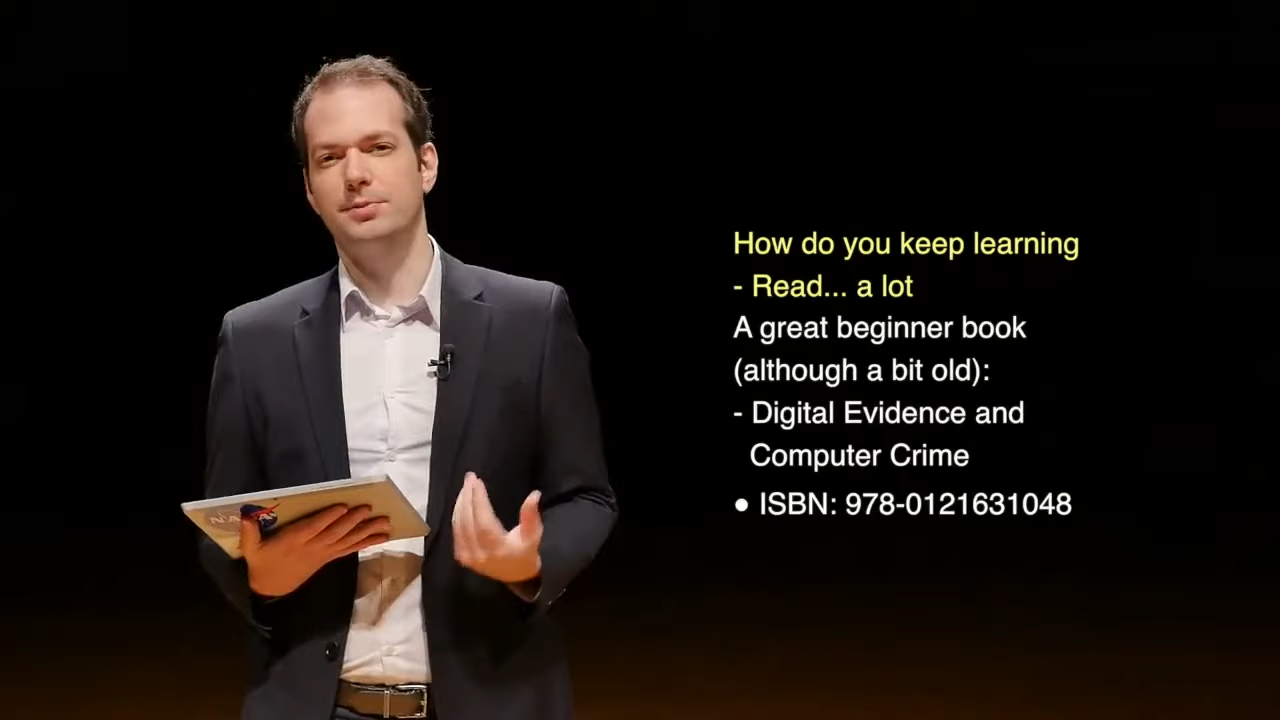 How do you keep learning
- Read... a lot
A great beginner book
(although a bit old):
- Digital Evidence and
Computer Crime
● ISBN: 978-0121631048
NASA